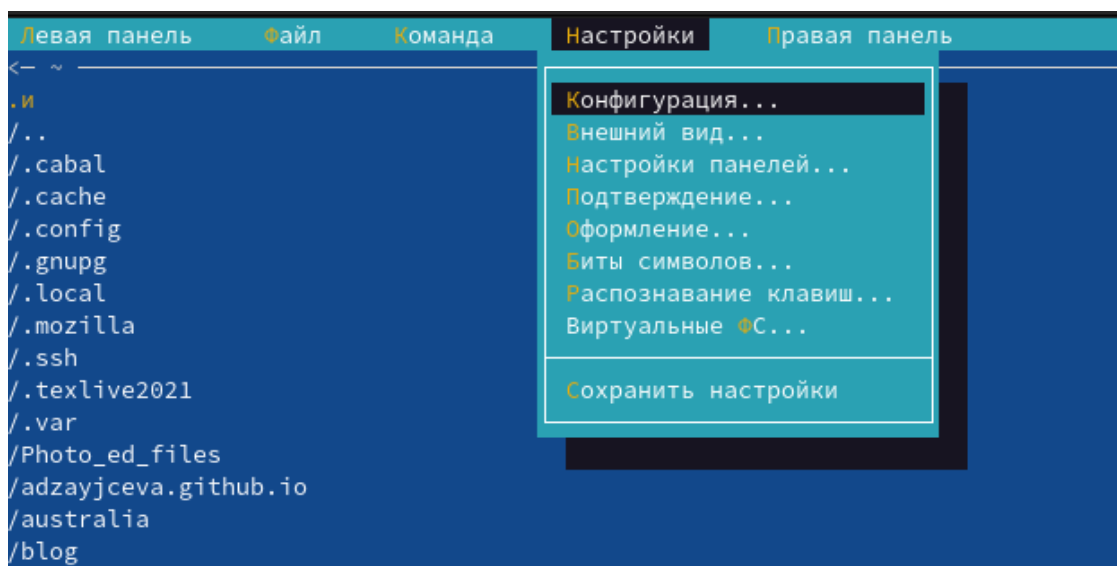 Левая панель Файл Команда Настройки Правая панель
<— ~
.и
/..
/.cabal
/.cache
/.config
/.gnupg
/.local
/.mozilla
/.ssh
/.texlive2021
/.var
/Photo_ed_files
/adzayjceva.github.io
/australia
/blog
Конфигурация...
Внешний вид...
Настройки панелей...
Подтверждение...
Оформление...
Биты символов...
Распознавание клавиш...
Виртуальные ФС...
Сохранить настройки